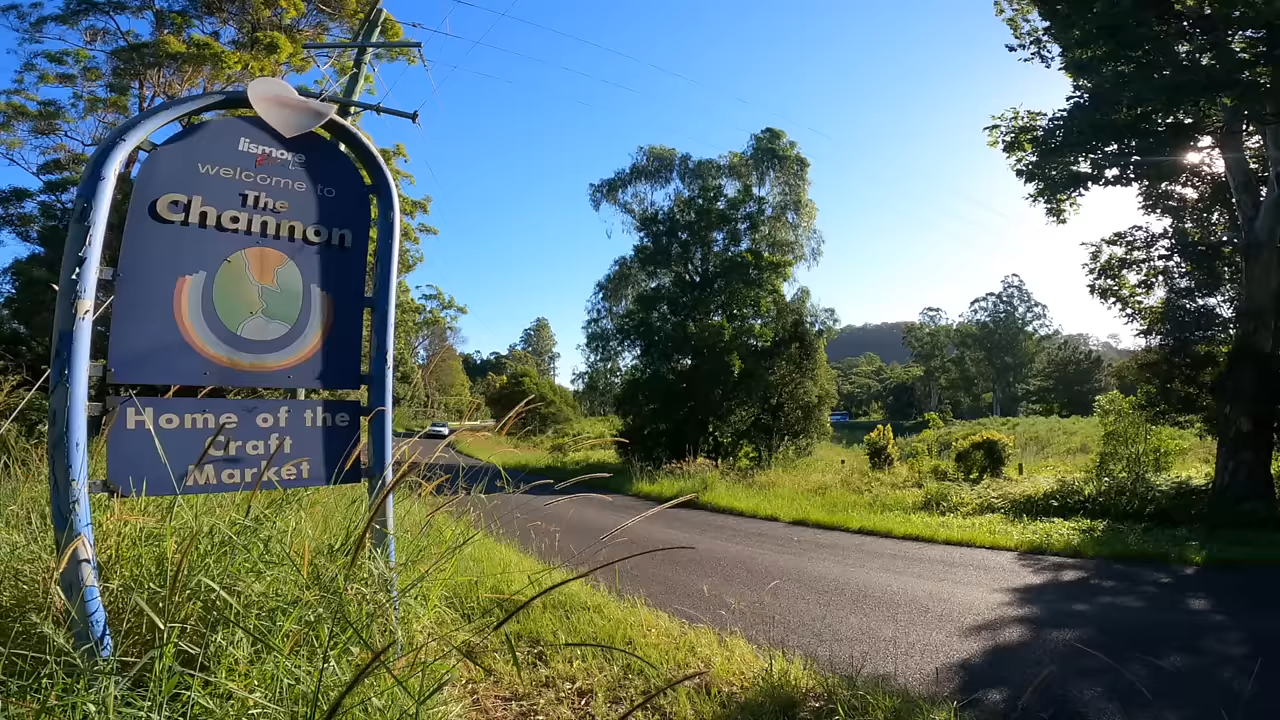 lismore
welcome to
The
Channon
Home of the
Craft
Market